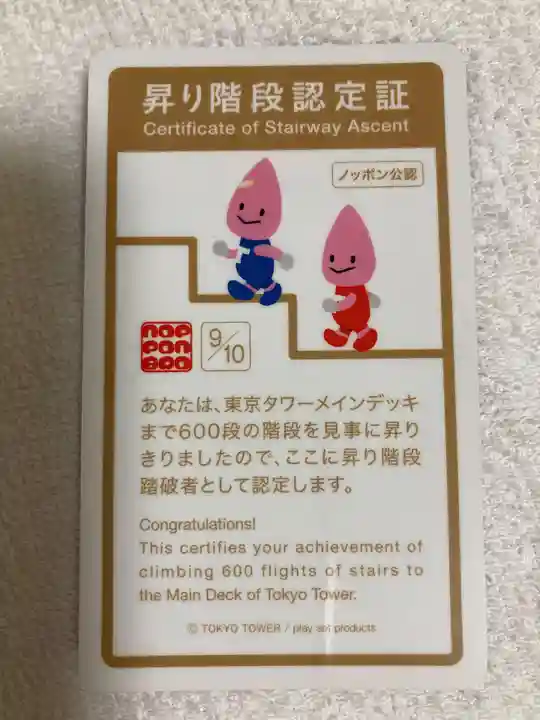 昇り階段認定証
Certificate of Stairway Ascent
ノッポン公認
nop
pon
9/10
あなたは、東京タワーメインデッキ
まで600段の階段を見事に昇り
きりましたので、ここに昇り階段
踏破者として認定します。
Congratulations!
This certifies your achievement of
climbing 600 flights of stairs to
the Main Deck of Tokyo Tower.
© TOKYO TOWER / play set products